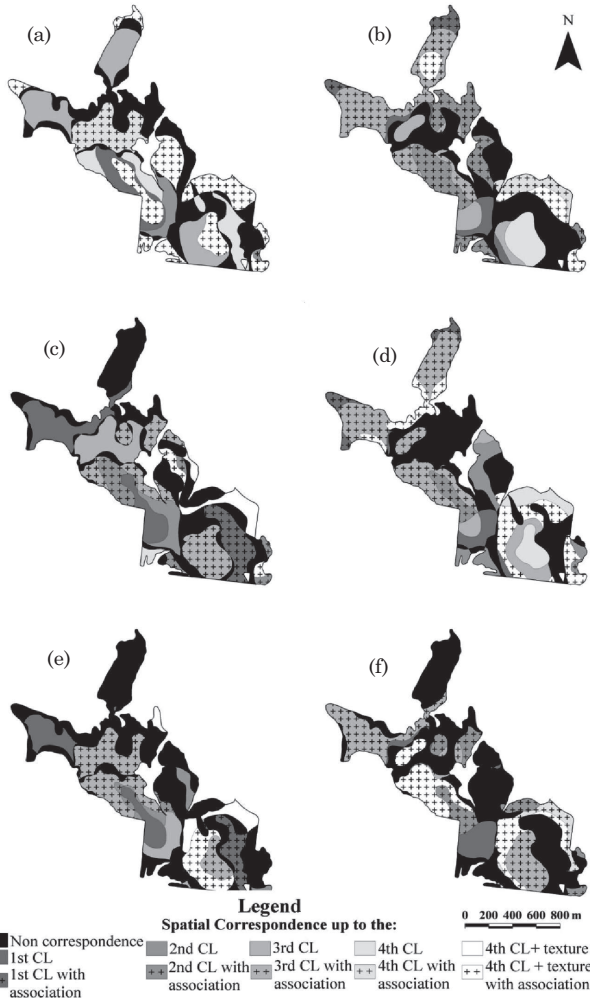 (a)
(b)
N
(c)
(d)
(e)
(f)
Legend
Spatial Correspondence up to the:
0 200 400 600 800 m
Non correspondence
1st CL
1st CL with
association
2nd CL
2nd CL with
association
3rd CL
3rd CL with
association
4th CL
4th CL with
association
4th CL+ texture
4th CL + texture
with association